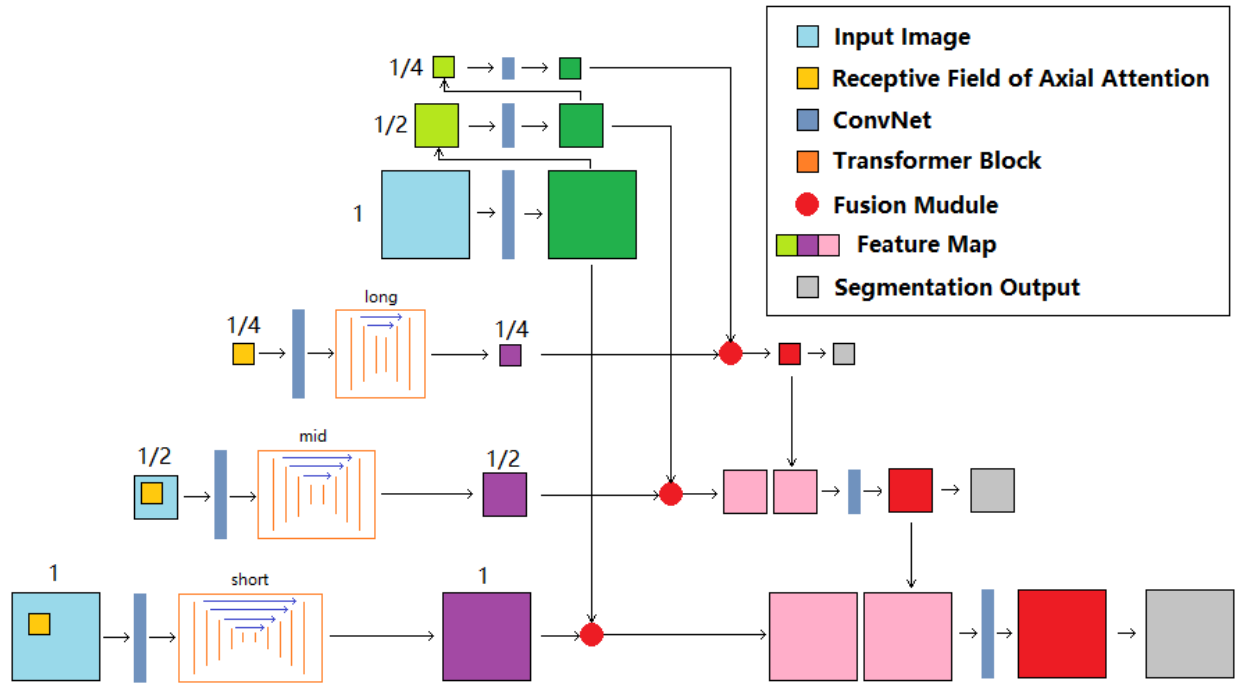 Input Image
Receptive Field of Axial Attention
ConvNet
Transformer Block
Fusion Mudule
Feature Map
Segmentation Output
1/4
1/2
1
long
1/4
1/4
mid
1/2
1/2
short
1
1